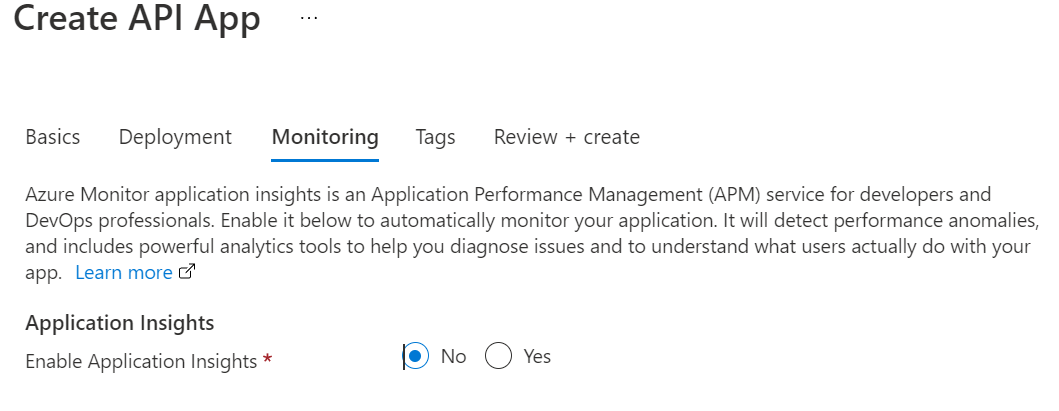 Create API App ...
Basics Deployment Monitoring Tags Review + create
Azure Monitor application insights is an Application Performance Management (APM) service for developers and
DevOps professionals. Enable it below to automatically monitor your application. It will detect performance anomalies,
and includes powerful analytics tools to help you diagnose issues and to understand what users actually do with your
app. Learn more
Application Insights
Enable Application Insights * No Yes